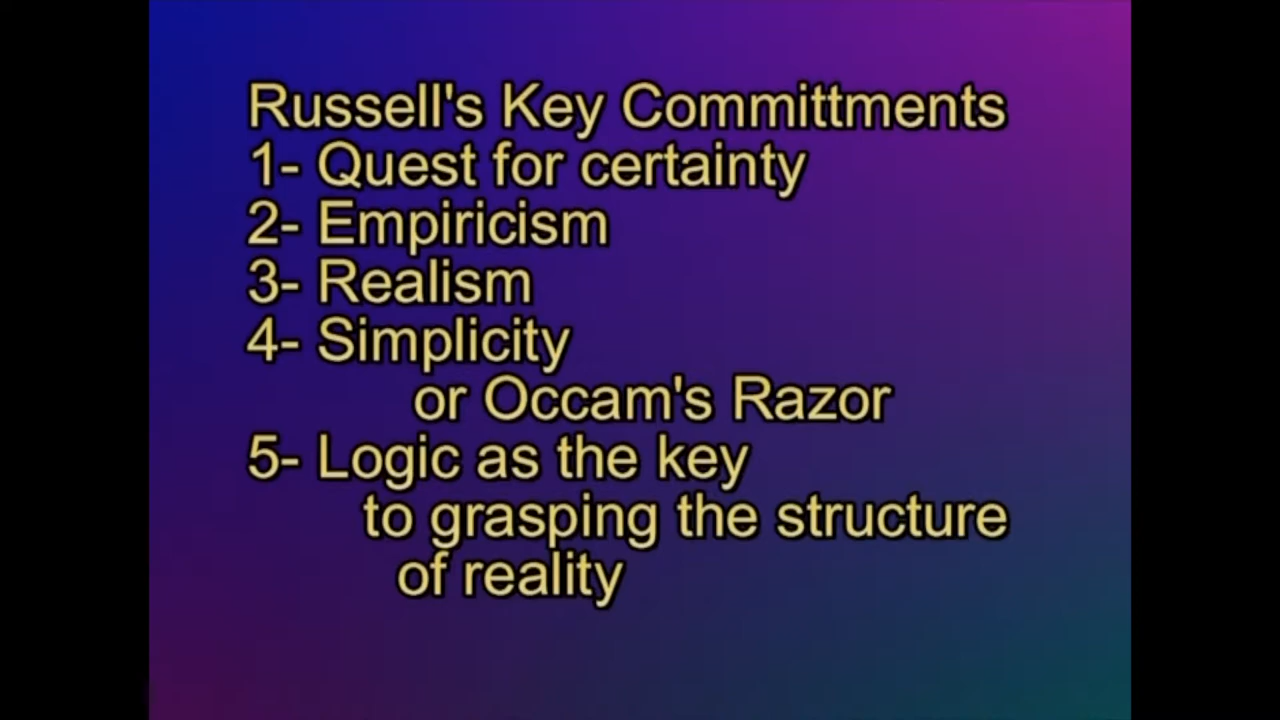 Russell's Key Committments
1- Quest for certainty
2- Empiricism
3- Realism
4- Simplicity
or Occam's Razor
5- Logic as the key
to grasping the structure
of reality